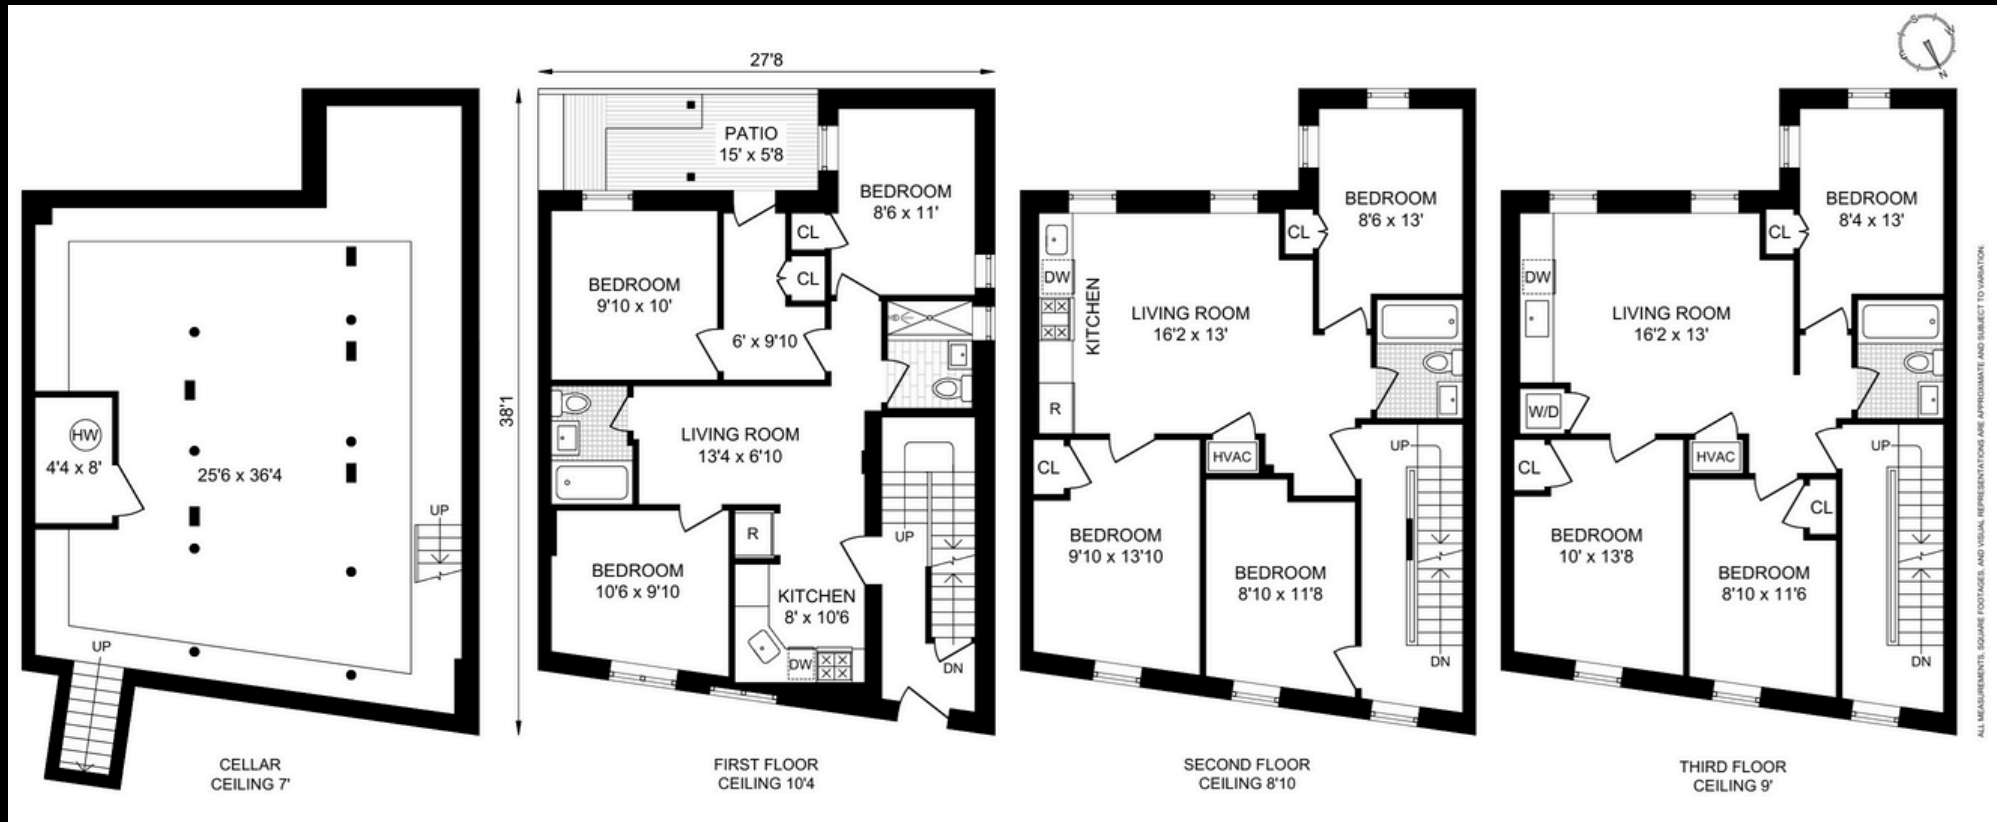 HW
4'4 x 8'
25'6 x 36'4
UP
UP
CELLAR
CEILING 7'
27'8
38'1
PATIO
15' x 5'8
BEDROOM
8'6 x 11'
CL
CL
BEDROOM
9'10 x 10'
6' x 9'10
LIVING ROOM
13'4 x 6'10
R
UP
BEDROOM
10'6 x 9'10
KITCHEN
8' x 10'6
DW
DN
FIRST FLOOR
CEILING 10'4
BEDROOM
8'6 x 13'
CL
DW
KITCHEN
LIVING ROOM
16'2 x 13'
R
CL
HVAC
UP
BEDROOM
9'10 x 13'10
BEDROOM
8'10 x 11'8
DN
SECOND FLOOR
CEILING 8'10
BEDROOM
8'4 x 13'
CL
DW
LIVING ROOM
16'2 x 13'
W/D
CL
HVAC
UP
CL
BEDROOM
10' x 13'8
BEDROOM
8'10 x 11'6
DN
THIRD FLOOR
CEILING 9'
S
N
ALL MEASUREMENTS, SQUARE FOOTAGES, AND VISUAL REPRESENTATIONS ARE APPROXIMATE AND SUBJECT TO VARIATION.